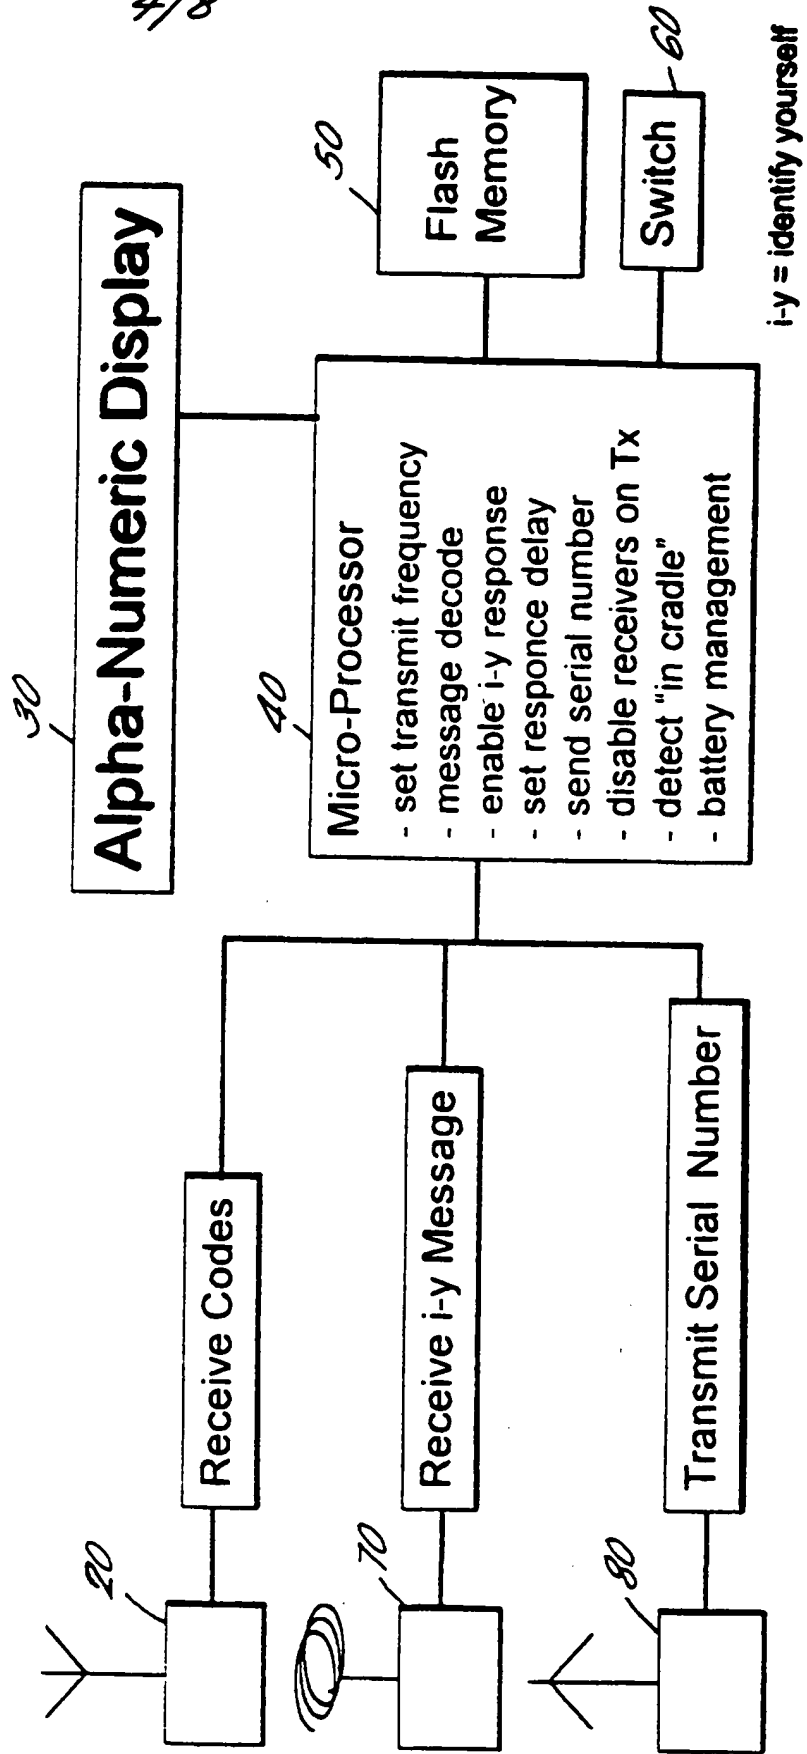 4/8
30
Alpha-Numeric Display
20
Receive Codes
40
Micro-Processor
- set transmit frequency
- message decode
- enable i-y response
- set responce delay
- send serial number
- disable receivers on Tx
- detect "in cradle"
- battery management
50
Flash
Memory
70
Receive i-y Message
60
Switch
80
Transmit Serial Number
i-y = identify yourself